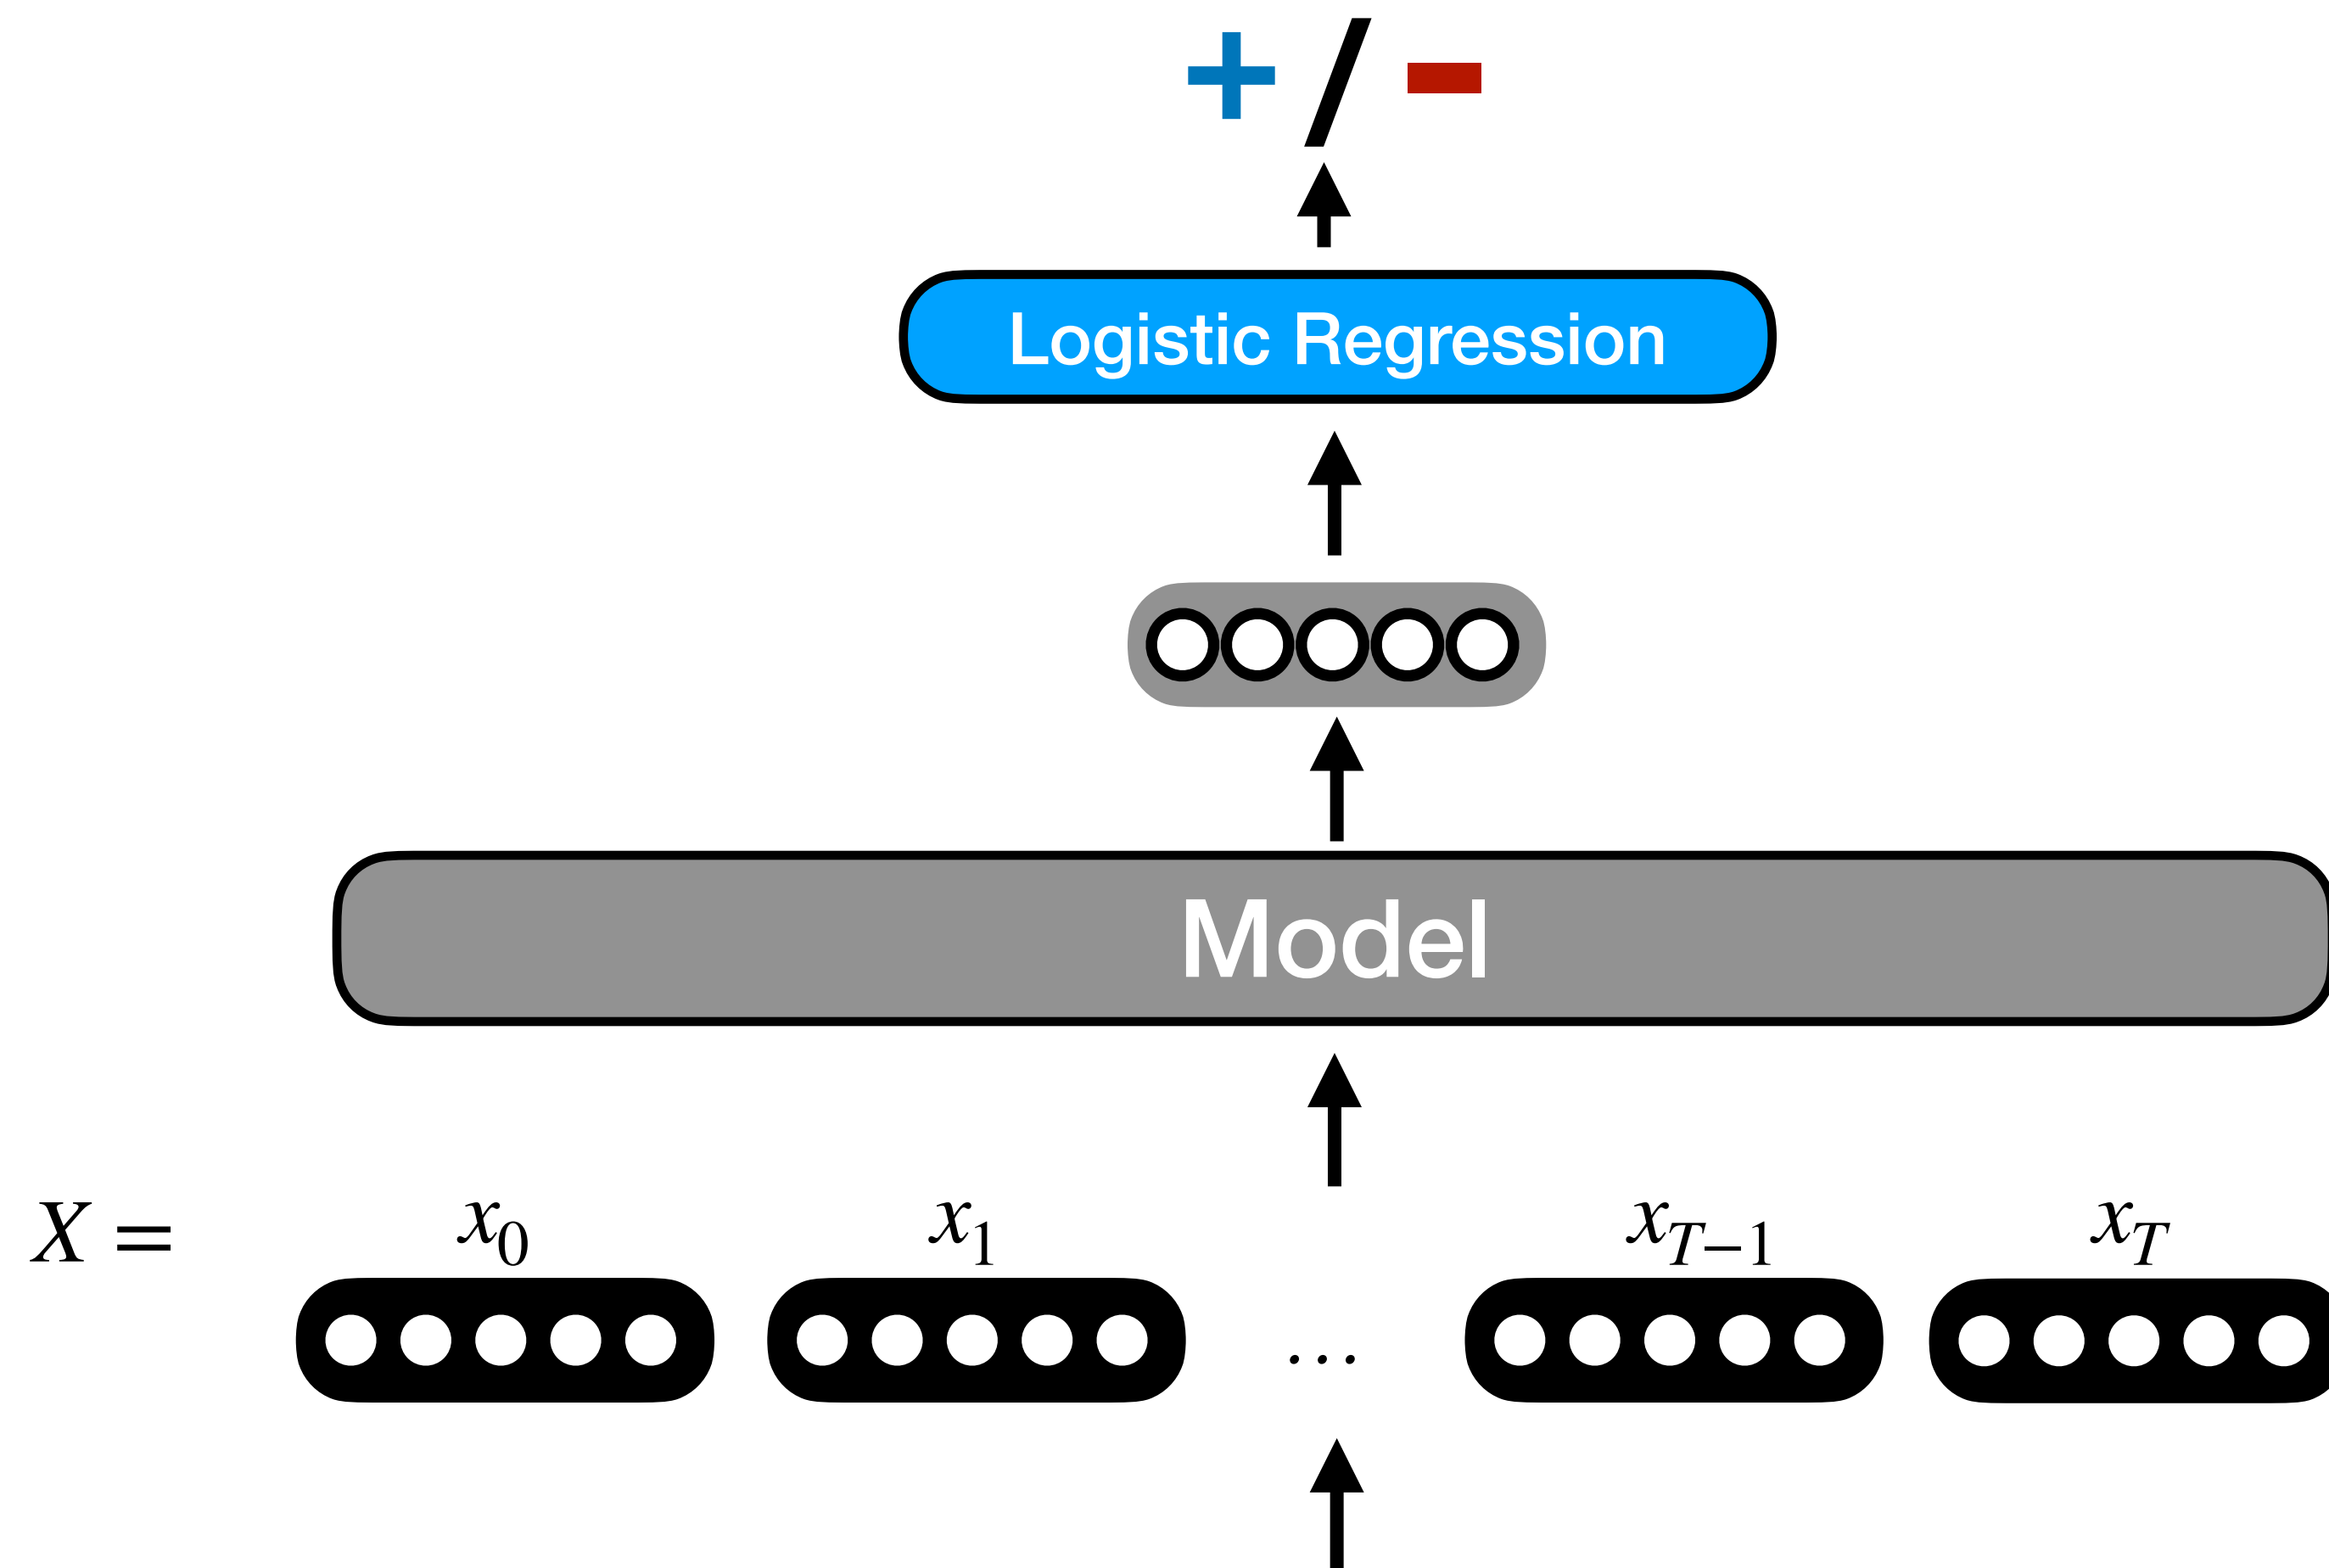 + / -
Logistic Regression
Model
X = x₀ x₁ x_{T−1} x_T
....